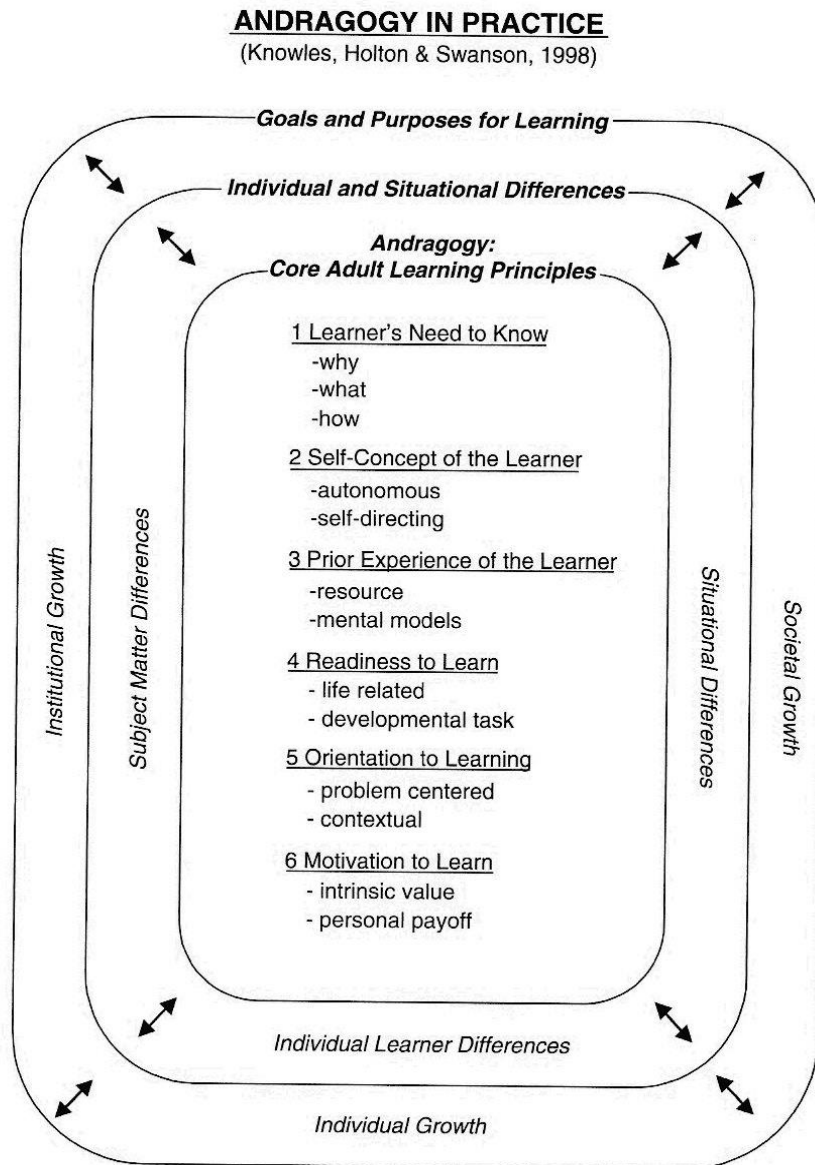 ANDRAGOGY IN PRACTICE
(Knowles, Holton & Swanson, 1998)
Goals and Purposes for Learning
Individual and Situational Differences
Andragogy:
Core Adult Learning Principles
1 Learner's Need to Know
-why
-what
-how
2 Self-Concept of the Learner
-autonomous
-self-directing
3 Prior Experience of the Learner
-resource
-mental models
4 Readiness to Learn
- life related
- developmental task
5 Orientation to Learning
- problem centered
- contextual
6 Motivation to Learn
- intrinsic value
- personal payoff
Institutional Growth
Subject Matter Differences
Situational Differences
Societal Growth
Individual Learner Differences
Individual Growth